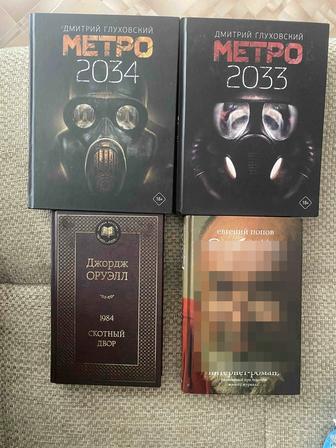 ДМИТРИЙ ГЛУХОВСКИЙ
МЕТРО
2034
18+
ДМИТРИЙ ГЛУХОВСКИЙ
МЕТРО
2033
18+
Джордж
ОРУЭЛЛ
1984
СКОТНЫЙ
ДВОР
ЕВГЕНИЙ ПОПОВ
интернет-роман,